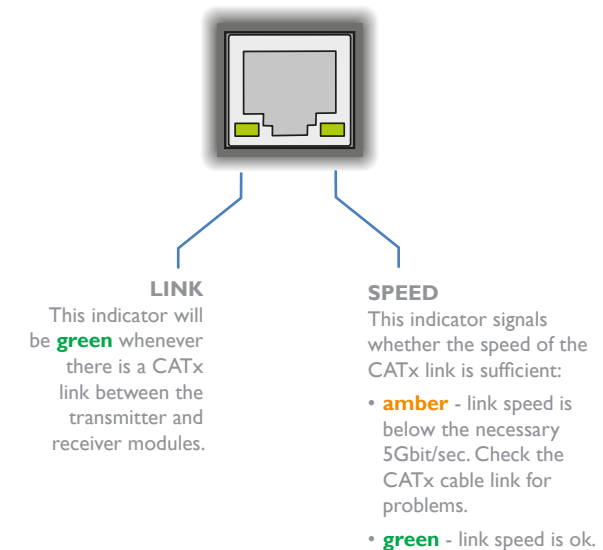 LINK
This indicator will
be green whenever
there is a CATx
link between the
transmitter and
receiver modules.
SPEED
This indicator signals
whether the speed of the
CATx link is sufficient:
• amber - link speed is
below the necessary
5Gbit/sec. Check the
CATx cable link for
problems.
• green - link speed is ok.